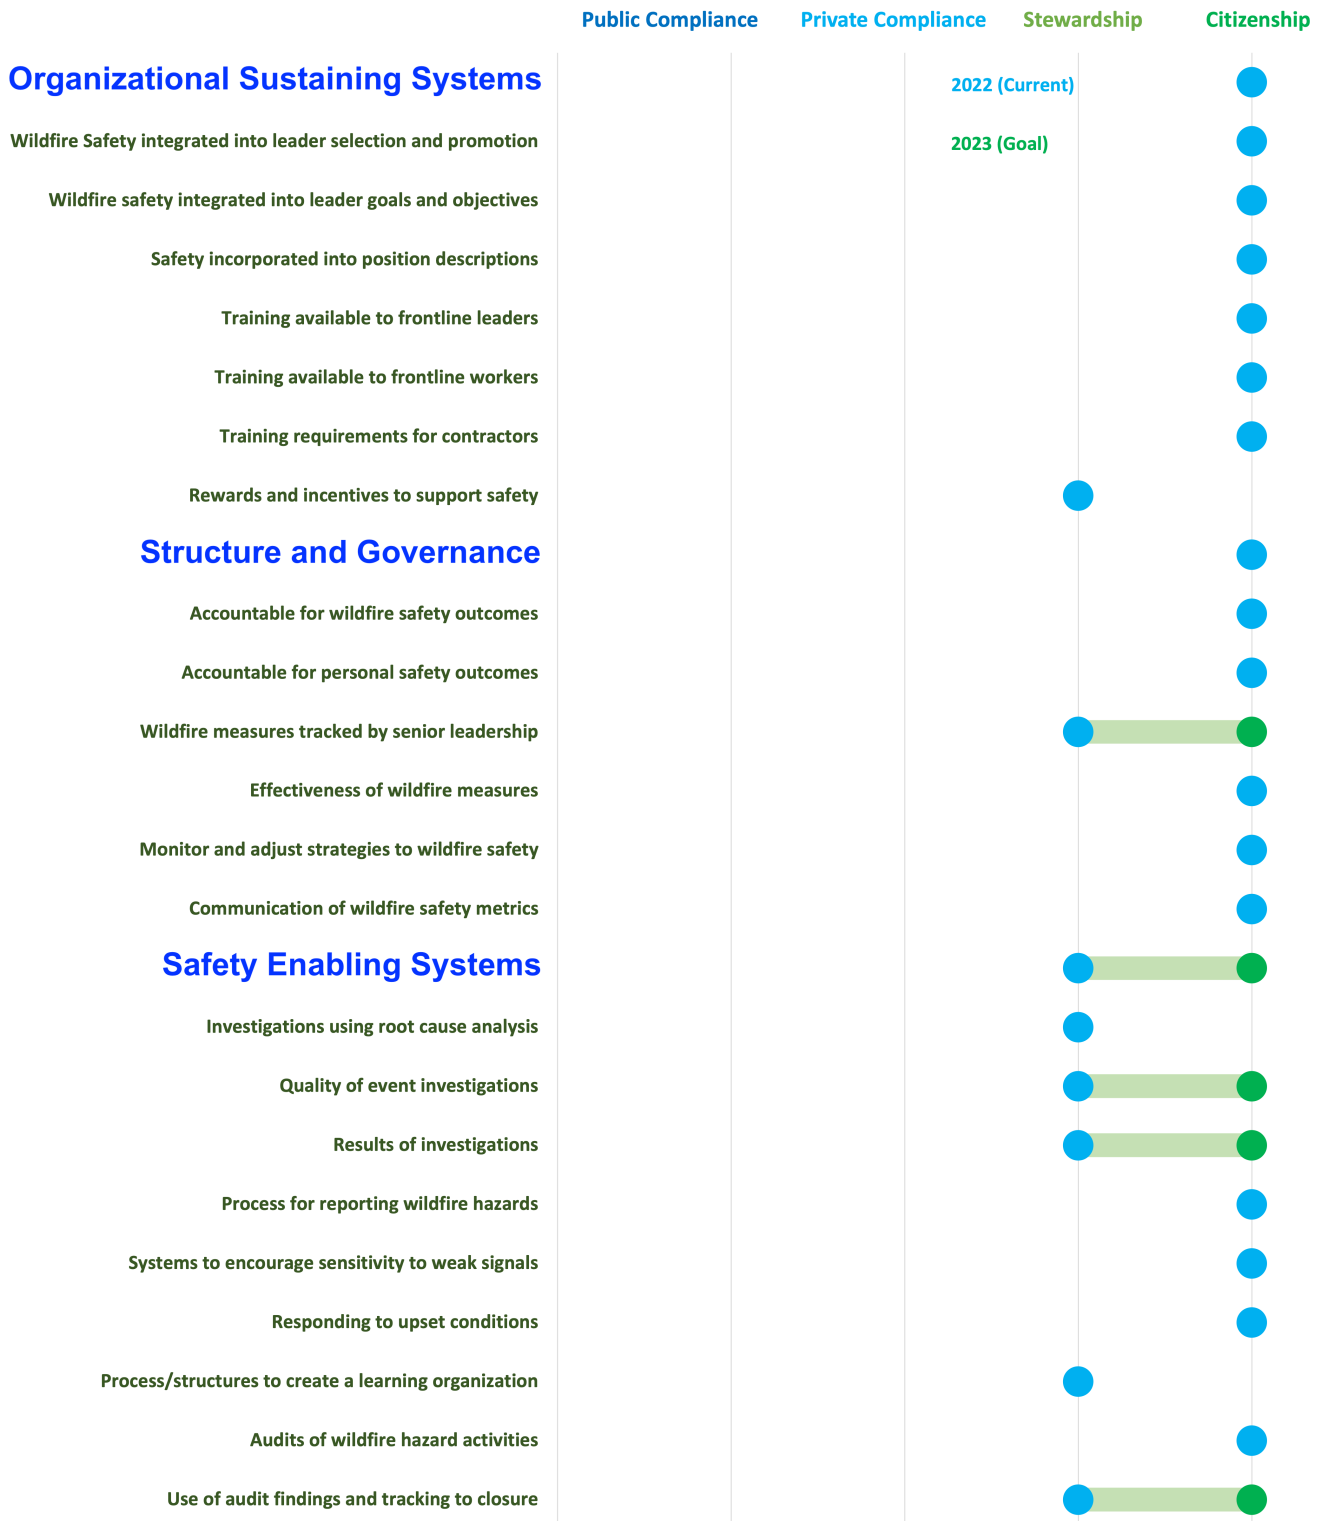 Public Compliance
Private Compliance
Stewardship
Citizenship
Organizational Sustaining Systems
2022 (Current)
Wildfire Safety integrated into leader selection and promotion
2023 (Goal)
Wildfire safety integrated into leader goals and objectives
Safety incorporated into position descriptions
Training available to frontline leaders
Training available to frontline workers
Training requirements for contractors
Rewards and incentives to support safety
Structure and Governance
Accountable for wildfire safety outcomes
Accountable for personal safety outcomes
Wildfire measures tracked by senior leadership
Effectiveness of wildfire measures
Monitor and adjust strategies to wildfire safety
Communication of wildfire safety metrics
Safety Enabling Systems
Investigations using root cause analysis
Quality of event investigations
Results of investigations
Process for reporting wildfire hazards
Systems to encourage sensitivity to weak signals
Responding to upset conditions
Process/structures to create a learning organization
Audits of wildfire hazard activities
Use of audit findings and tracking to closure